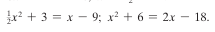 ½x² + 3 = x − 9; x² + 6 = 2x − 18.